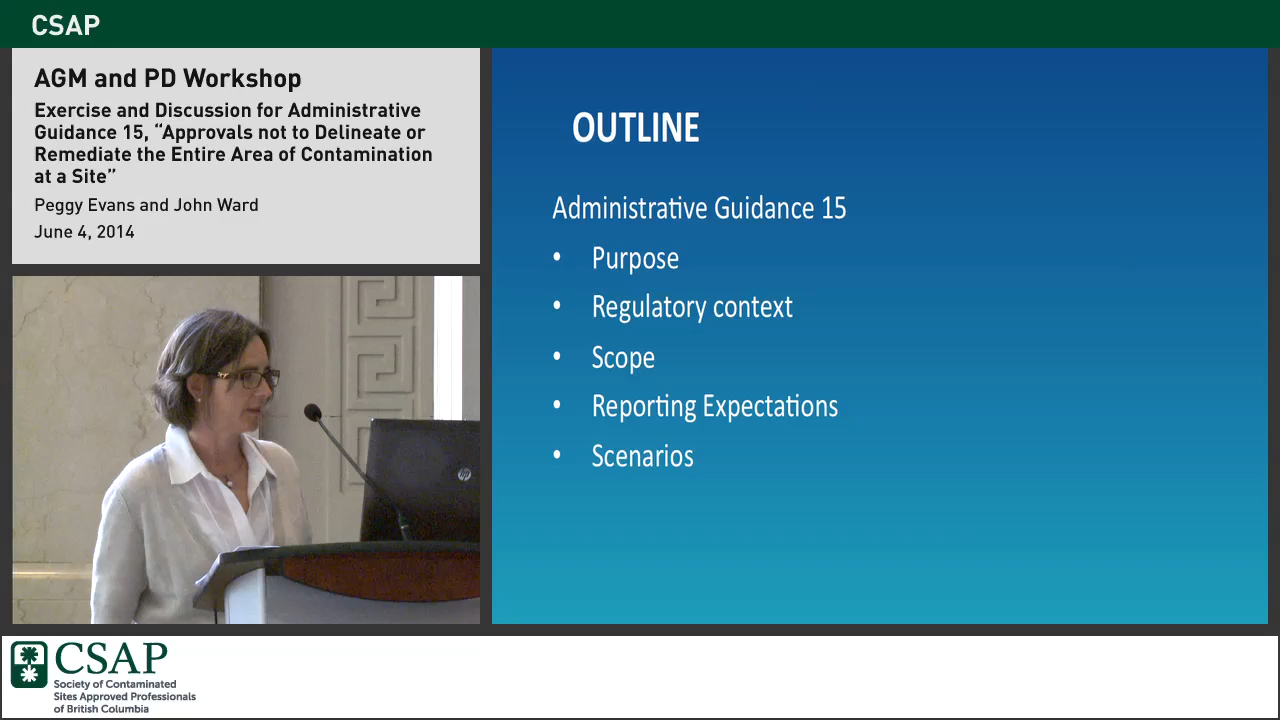 CSAP
AGM and PD Workshop
Exercise and Discussion for Administrative
Guidance 15, “Approvals not to Delineate or
Remediate the Entire Area of Contamination
at a Site”
Peggy Evans and John Ward
June 4, 2014
OUTLINE
Administrative Guidance 15
• Purpose
• Regulatory context
• Scope
• Reporting Expectations
• Scenarios
hp
CSAP
Society of Contaminated
Sites Approved Professionals
of British Columbia